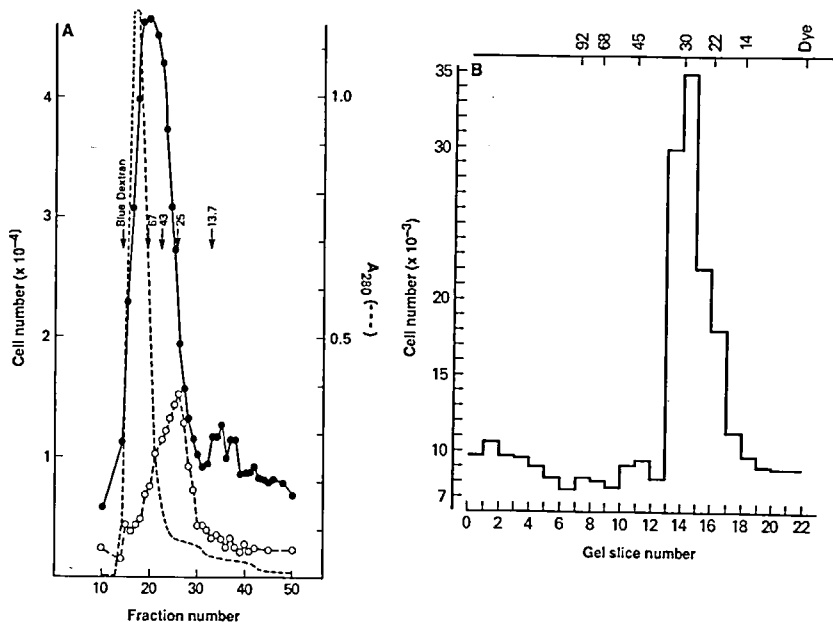 A
Cell number (x 10⁻⁴)
4
3
2
1
Blue Dextran
67
43
25
13.7
1.0
0.5
A₂₈₀ (---)
10 20 30 40 50
Fraction number
92 68 45 30 22 14 Dye
B
Cell number (x 10⁻³)
35
30
25
20
15
10
7
0 2 4 6 8 10 12 14 16 18 20 22
Gel slice number